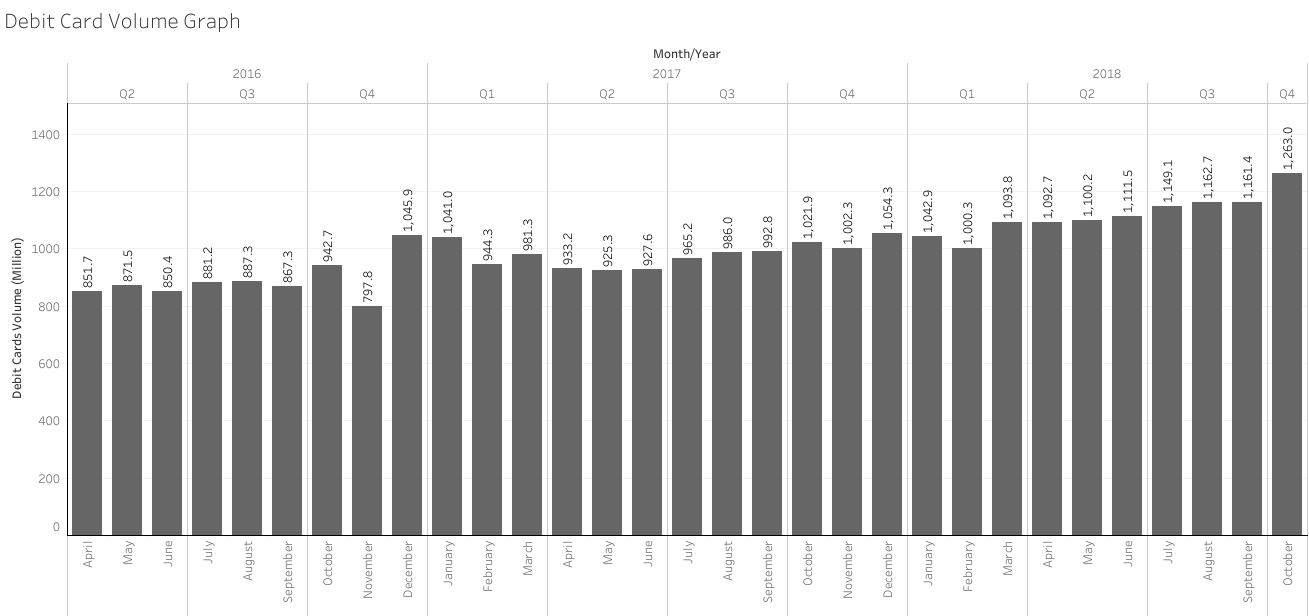 Debit Card Volume Graph
Month/Year
2016 2017 2018
Q2 Q3 Q4 Q1 Q2 Q3 Q4 Q1 Q2 Q3 Q4
Debit Cards Volume (Million)
1400
1200
1000
800
600
400
200
0
851.7
871.5
850.4
881.2
887.3
867.3
942.7
797.8
1,045.9
1,041.0
944.3
981.3
933.2
925.3
927.6
965.2
986.0
992.8
1,021.9
1,002.3
1,054.3
1,042.9
1,000.3
1,093.8
1,092.7
1,100.2
1,111.5
1,149.1
1,162.7
1,161.4
1,263.0
April
May
June
July
August
September
October
November
December
January
February
March
April
May
June
July
August
September
October
November
December
January
February
March
April
May
June
July
August
September
October